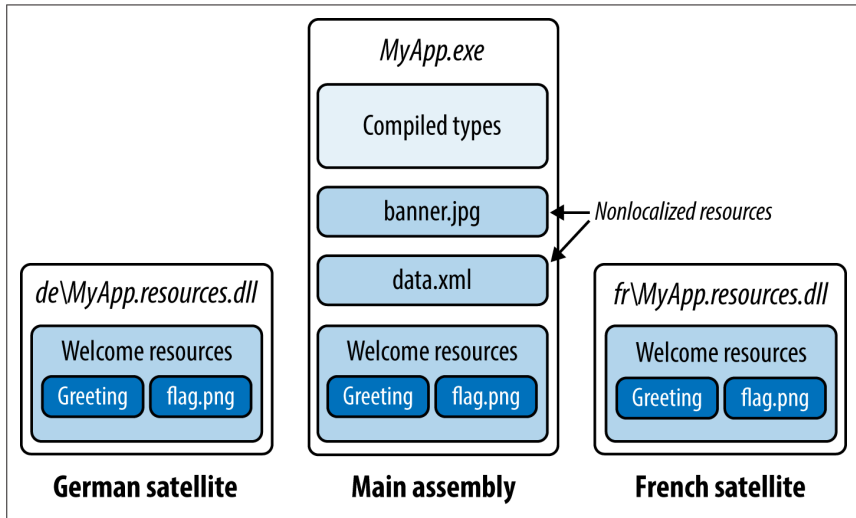 MyApp.exe
Compiled types
banner.jpg
Nonlocalized resources
data.xml
de\MyApp.resources.dll
Welcome resources
Greeting flag.png
Welcome resources
Greeting flag.png
fr\MyApp.resources.dll
Welcome resources
Greeting flag.png
German satellite
Main assembly
French satellite